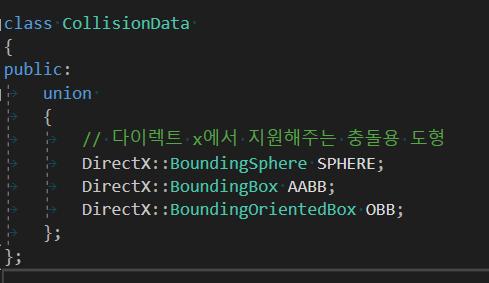 class CollisionData
{
public:
union
{
// 다이렉트 x에서 지원해주는 충돌용 도형
DirectX::BoundingSphere SPHERE;
DirectX::BoundingBox AABB;
DirectX::BoundingOrientedBox OBB;
};
};